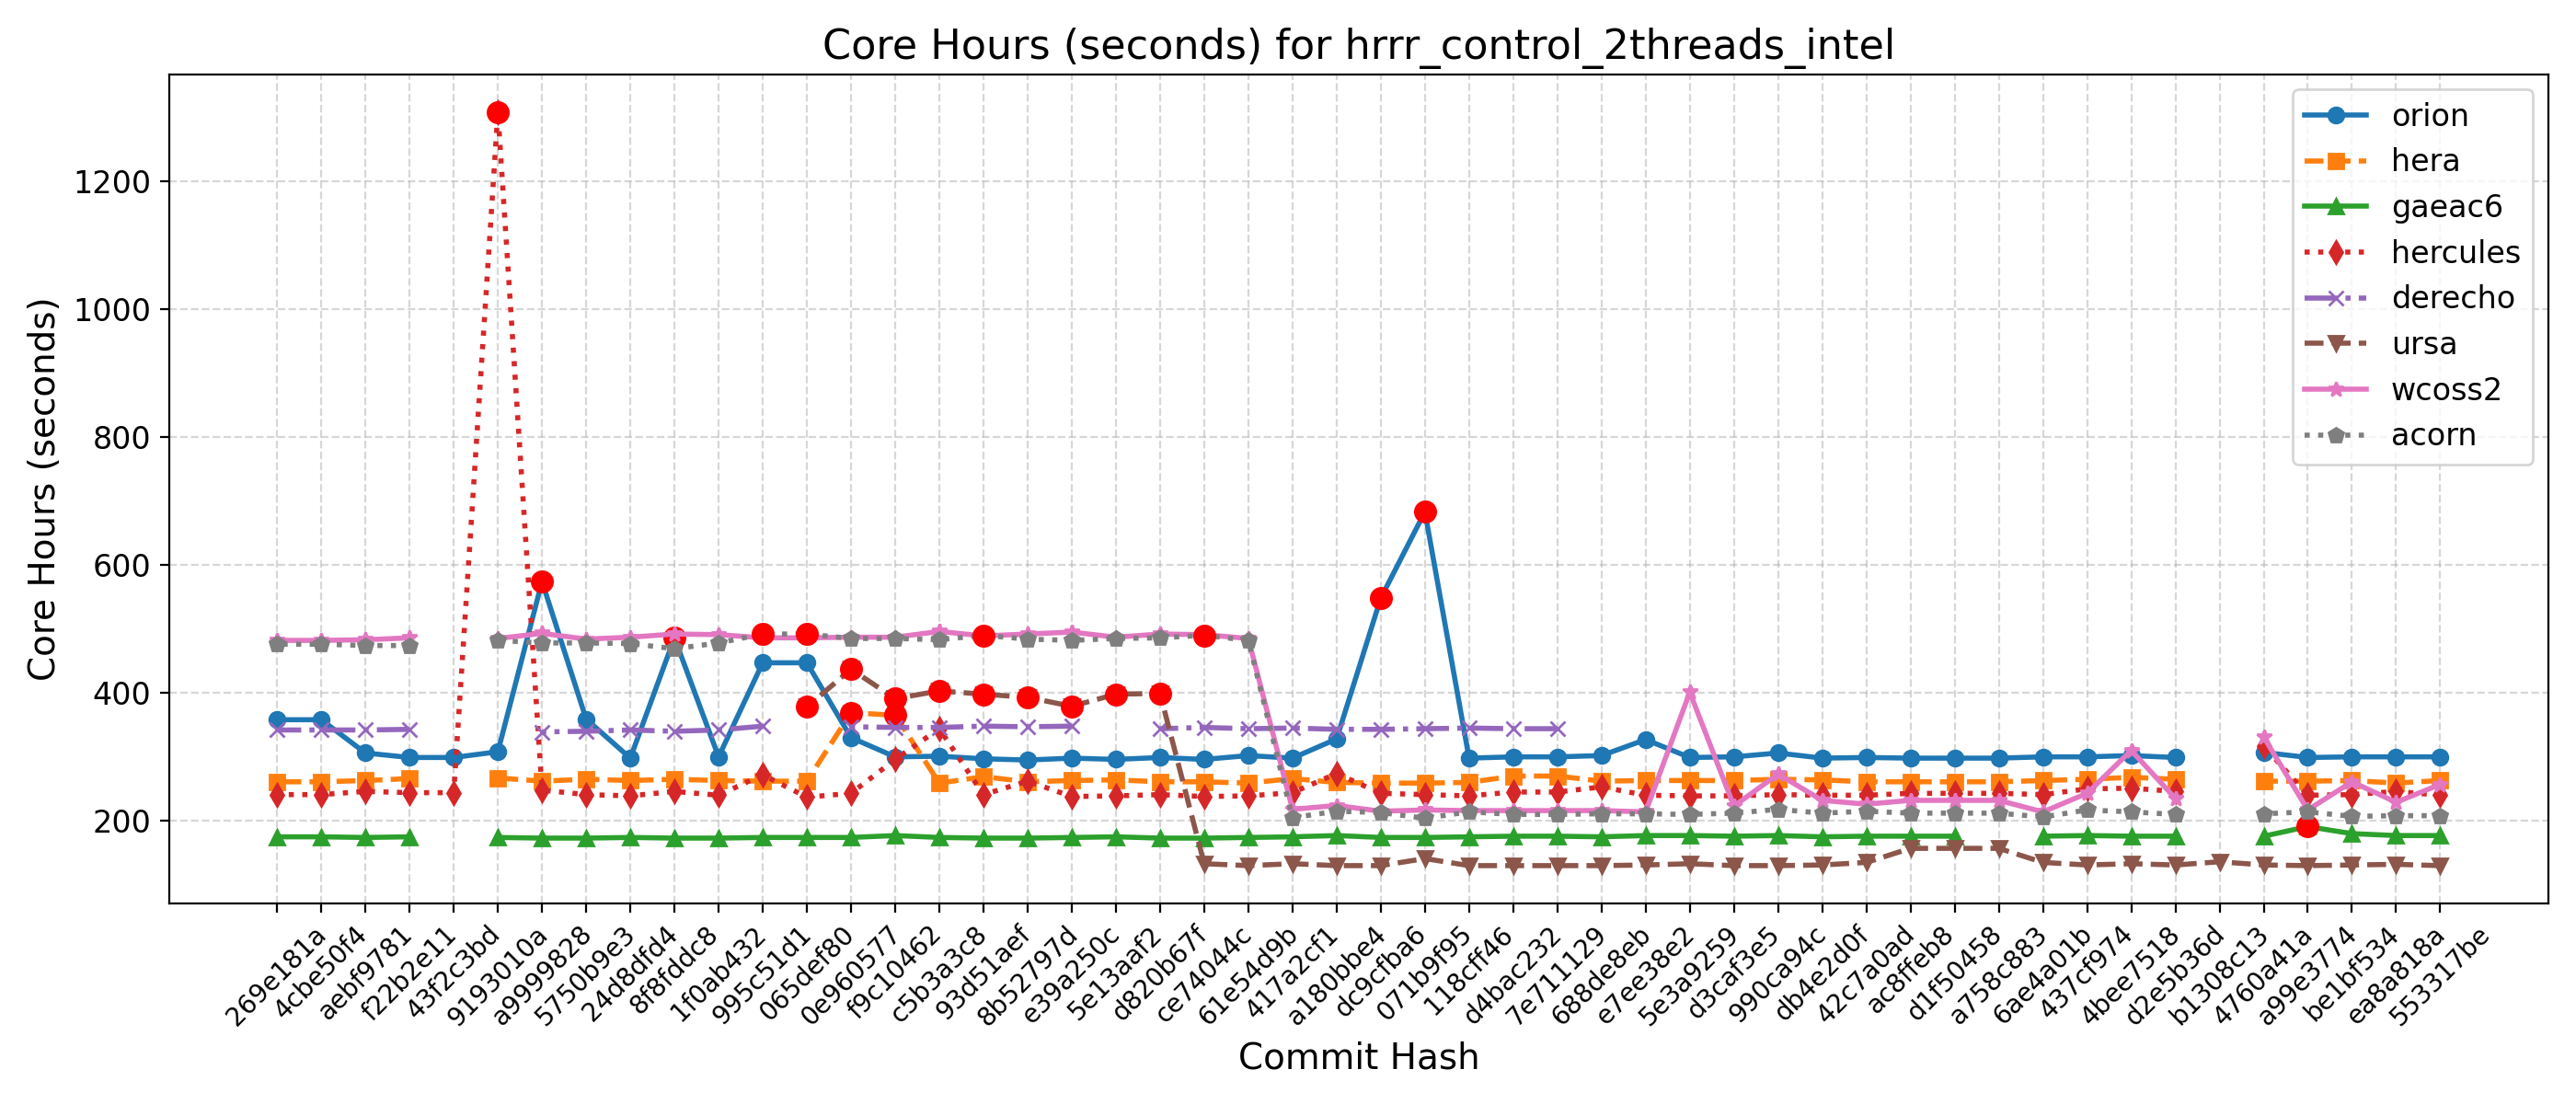 Core Hours (seconds) for hrrr_control_2threads_intel
Core Hours (seconds)
1200
1000
800
600
400
200
orion
hera
gaeac6
hercules
derecho
ursa
wcoss2
acorn
269e181a
4cbe50f4
aebf9781
f22b2e11
43f2c3bd
9193010a
a9999828
5750b9e3
24d8dfd4
8f8fddc8
1f0ab432
995c51d1
065def80
0e960577
f9c10462
c5b3a3c8
93d51aef
8b52797d
e39a250c
5e13aaf2
d820b67f
ce74044c
61e54d9b
417a2cf1
a180bbe4
dc9cfba6
071b9f95
118cff46
d4bac232
7e711129
688de8eb
e7ee38e2
5e3a9259
d3caf3e5
990ca94c
db4e2d0f
42c7a0ad
ac8ffeb8
d1f50458
a758c883
6ae4a01b
437cf974
4bee7518
d2e5b36d
b1308c13
4760a41a
a99e3774
be1bf534
ea8a818a
553317be
Commit Hash